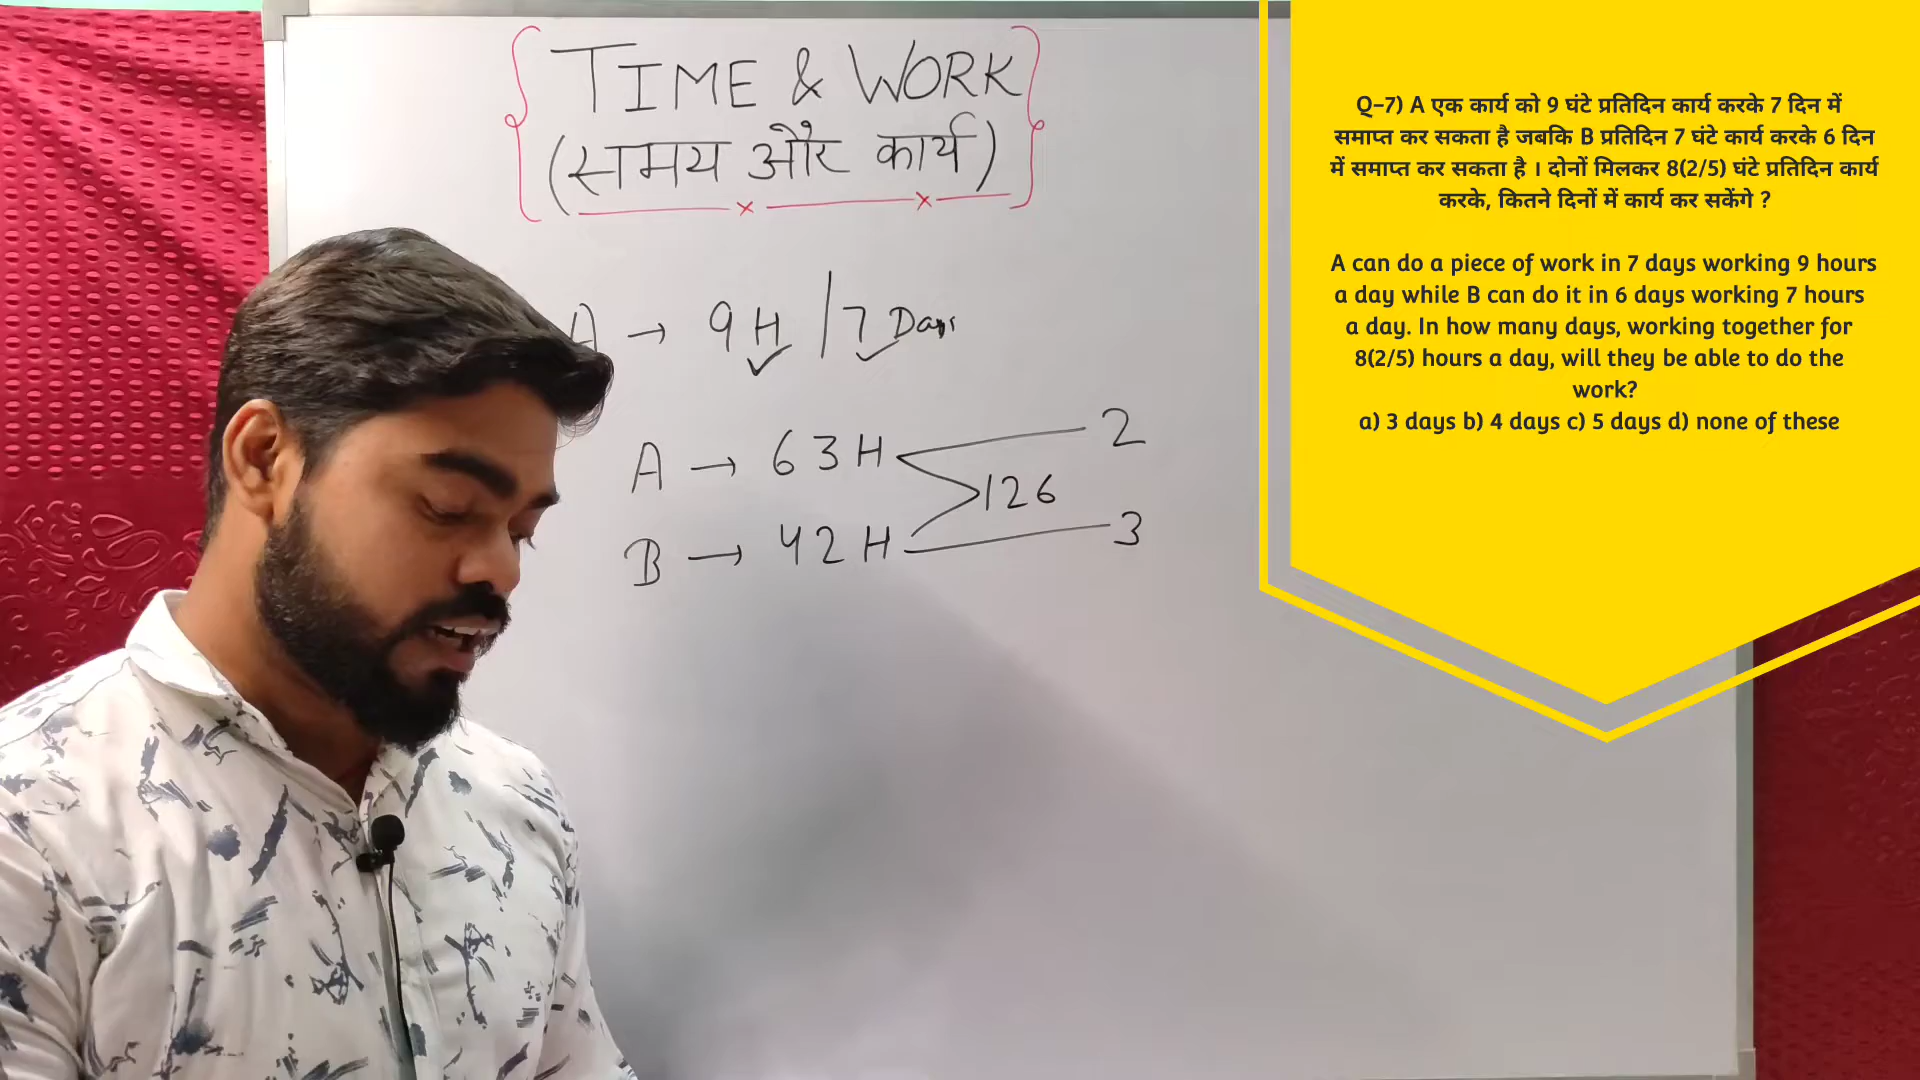 TIME & WORK
(समय और कार्य)
A → 9H / 7 Days
A → 63H 2
126
B → 42H 3
Q–7) A एक कार्य को 9 घंटे प्रतिदिन कार्य करके 7 दिन में
समाप्त कर सकता है जबकि B प्रतिदिन 7 घंटे कार्य करके 6 दिन
में समाप्त कर सकता है । दोनों मिलकर 8(2/5) घंटे प्रतिदिन कार्य
करके, कितने दिनों में कार्य कर सकेंगे ?
A can do a piece of work in 7 days working 9 hours
a day while B can do it in 6 days working 7 hours
a day. In how many days, working together for
8(2/5) hours a day, will they be able to do the
work?
a) 3 days b) 4 days c) 5 days d) none of these